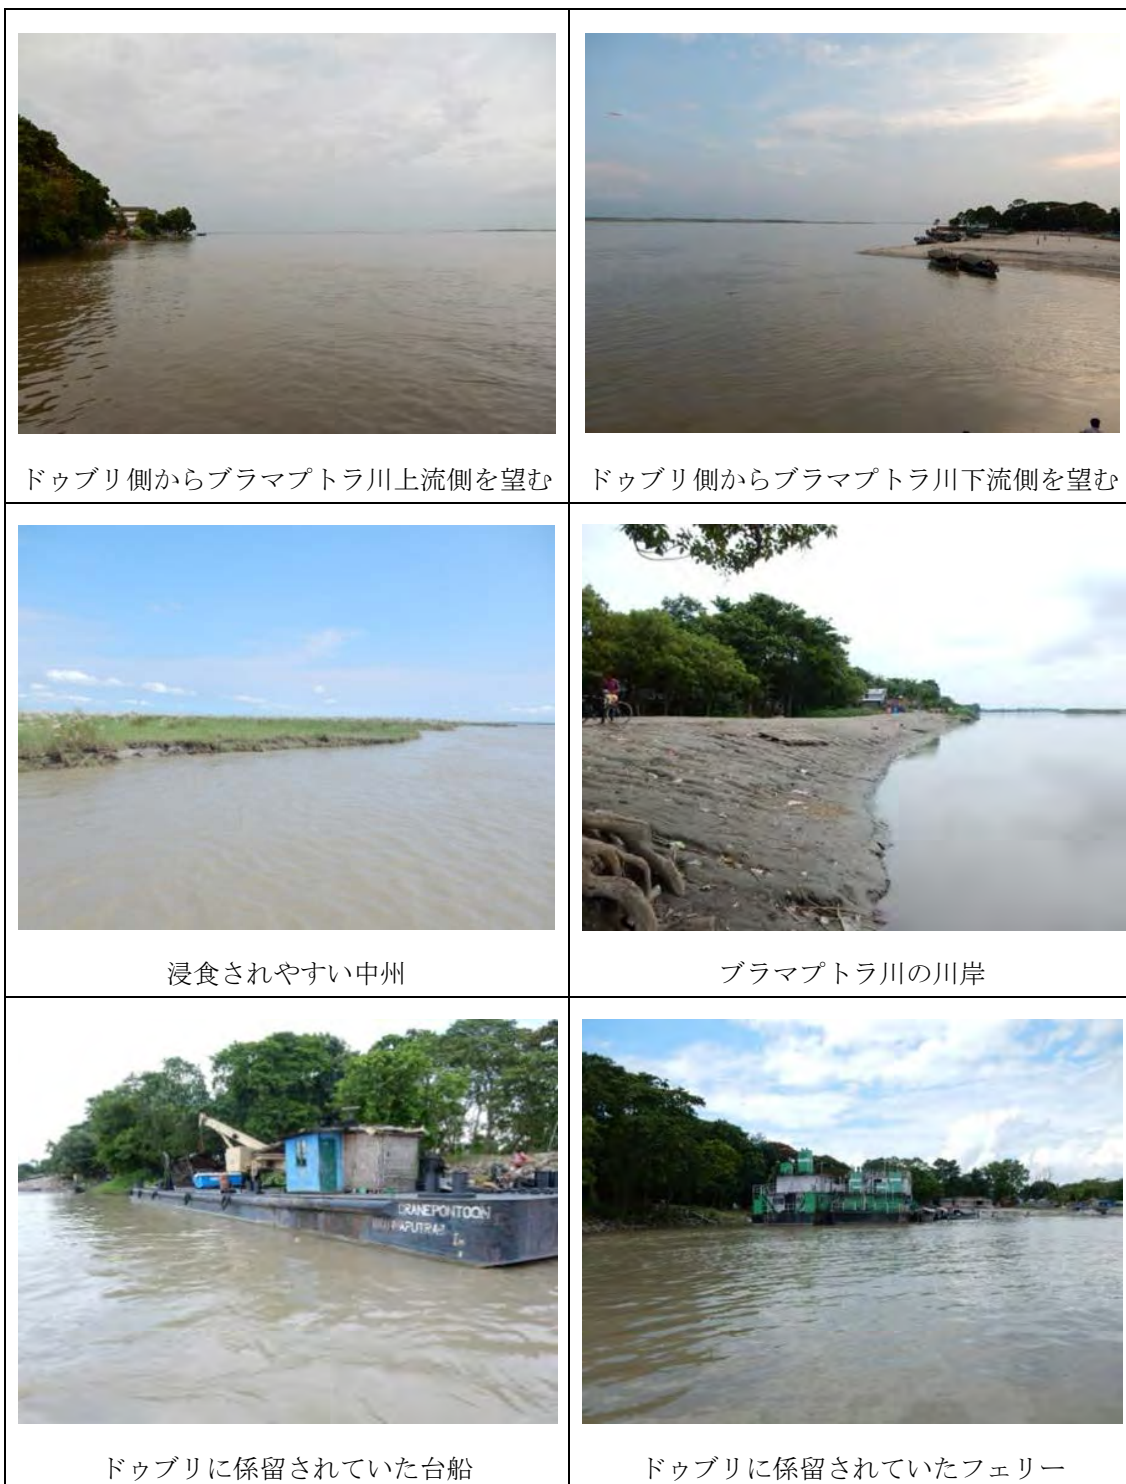 ドゥブリ側からブラマプトラ川上流側を望む
ドゥブリ側からブラマプトラ川下流側を望む
浸食されやすい中州
ブラマプトラ川の川岸
CRANEPONTOON
ドゥブリに係留されていた台船
ドゥブリに係留されていたフェリー